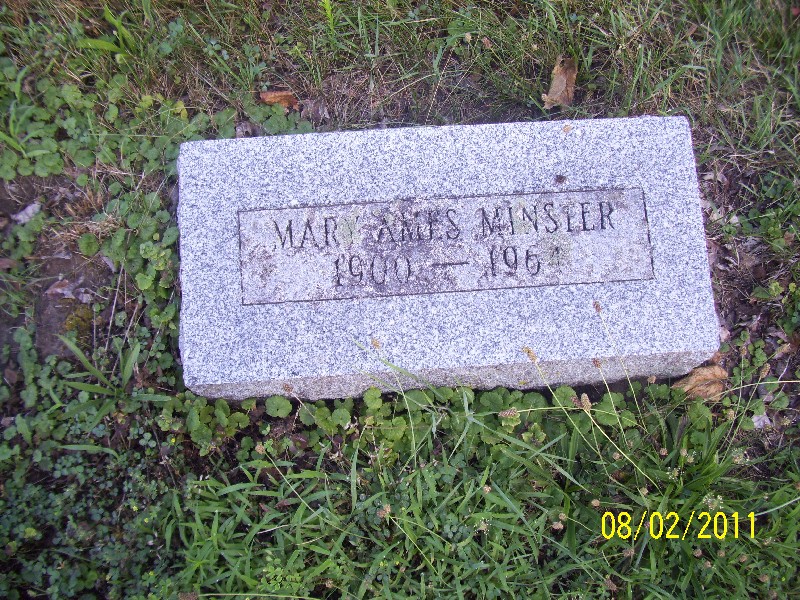 MARY AMES MINSTER
1900 — 1964
08/02/2011